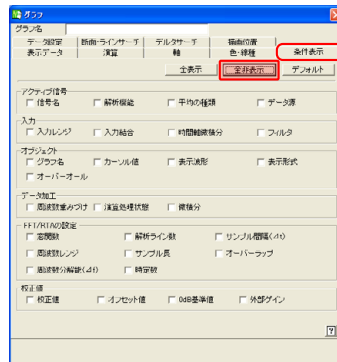 グラフ
グラフ名
データ設定 断面・ラインサーチ デルタサーチ 描画位置
表示データ 演算 軸 色・線種 条件表示
全表示 全非表示 デフォルト
アクティブ信号
信号名 解析機能 平均の種類 データ源
入力
入力レンジ 入力結合 時間軸微積分 フィルタ
オブジェクト
グラフ名 カーソル値 表示波形 表示形式
オーバーオール
データ加工
周波数重みづけ 演算処理状態 微積分
FFT/RTAの設定
窓関数 解析ライン数 サンプル間隔(Δt)
周波数レンジ サンプル長 オーバーラップ
周波数分解能(Δf) 時定数
校正値
校正値 オフセット値 0dB基準値 外部ゲイン
?